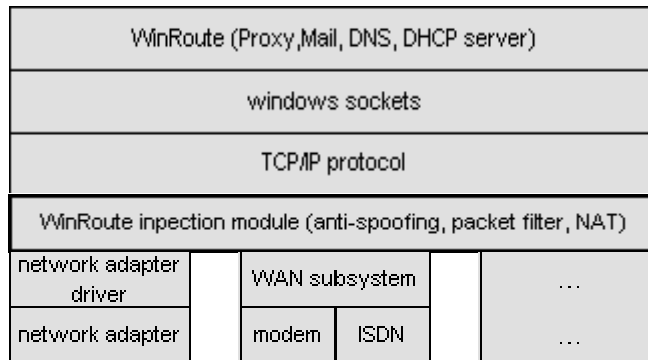 WinRoute (Proxy,Mail, DNS, DHCP server)
windows sockets
TCP/IP protocol
WinRoute inpection module (anti-spoofing, packet filter, NAT)
network adapter
driver
WAN subsystem
...
network adapter
modem
ISDN
...